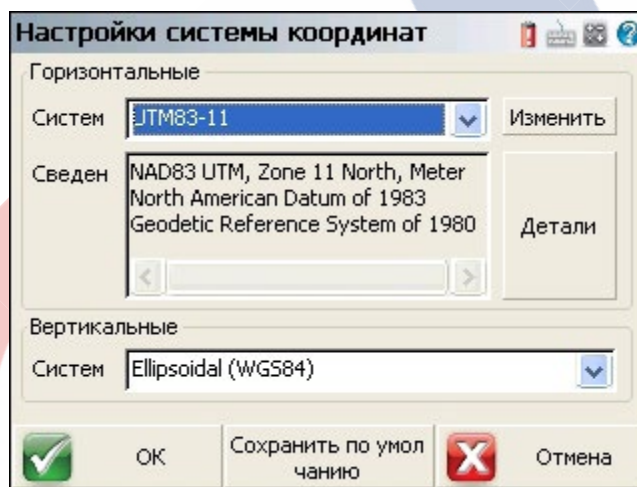 Настройки системы координат
Горизонтальные
Систем UTM83-11 Изменить
Сведен NAD83 UTM, Zone 11 North, Meter
North American Datum of 1983
Geodetic Reference System of 1980
Детали
Вертикальные
Систем Ellipsoidal (WGS84)
OK
Сохранить по умол
чанию
Отмена